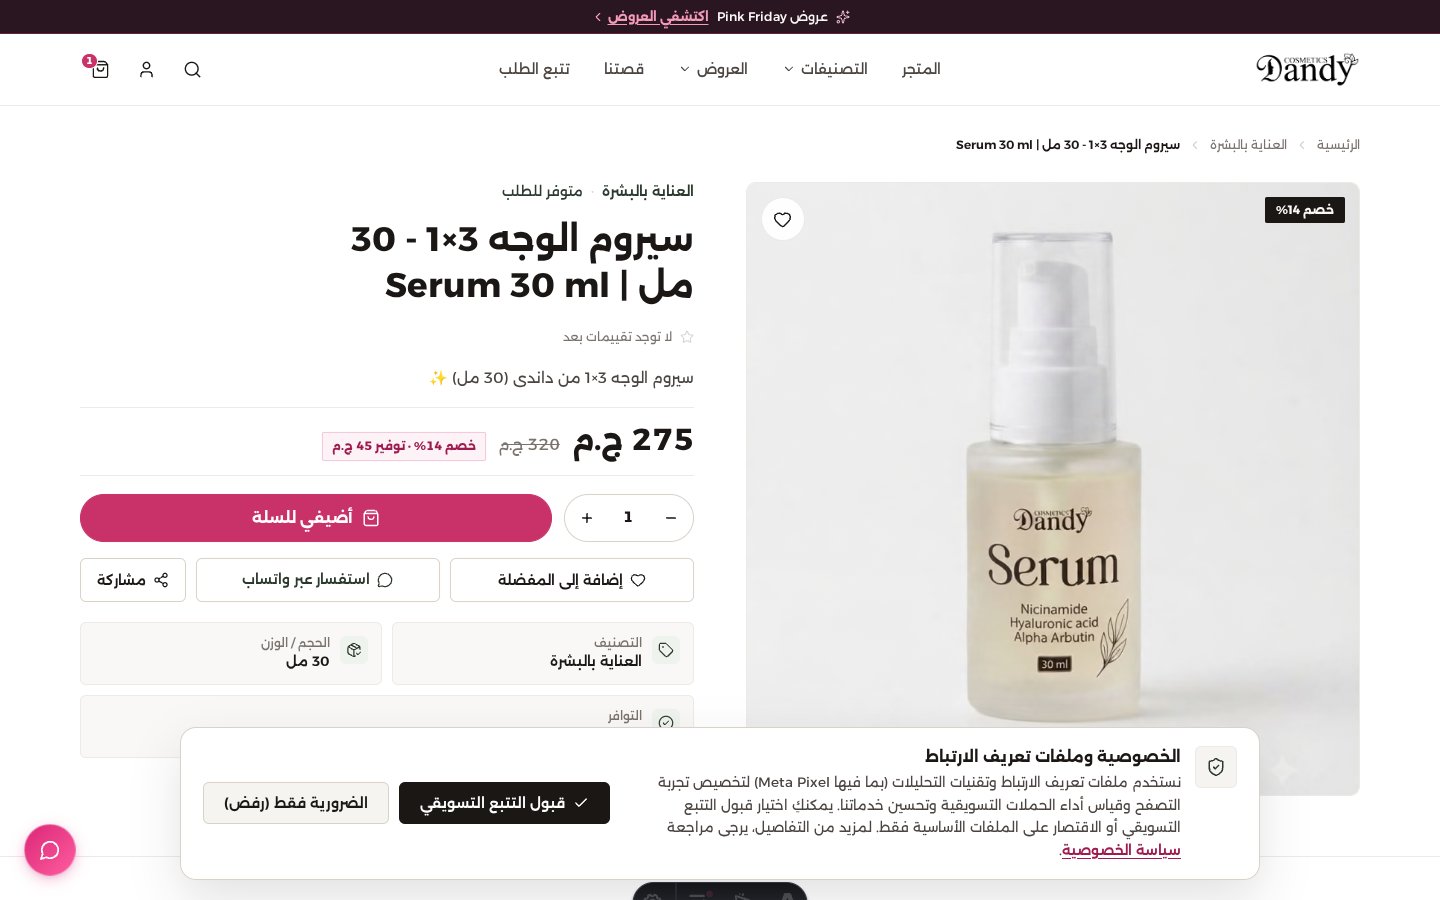 عروض Pink Friday اكتشفي العروض
Dandy COSMETICS
المتجر
التصنيفات
العروض
قصتنا
تتبع الطلب
1
الرئيسية
العناية بالبشرة
سيروم الوجه 3×1 - 30 مل | Serum 30 ml
خصم 14%
Dandy COSMETICS
Serum
Nicinamide
Hyaluronic acid
Alpha Arbutin
30 ml
العناية بالبشرة · متوفر للطلب
سيروم الوجه 3×1 - 30
مل | Serum 30 ml
لا توجد تقييمات بعد
سيروم الوجه 3×1 من داندى (30 مل) ✨
275 ج.م 320 ج.م خصم 14% · توفير 45 ج.م
− 1 +
أضيفي للسلة
إضافة إلى المفضلة
استفسار عبر واتساب
مشاركة
التصنيف
العناية بالبشرة
الحجم / الوزن
30 مل
التوافر
الخصوصية وملفات تعريف الارتباط
نستخدم ملفات تعريف الارتباط وتقنيات التحليلات (بما فيها Meta Pixel) لتخصيص تجربة
التصفح وقياس أداء الحملات التسويقية وتحسين خدماتنا. يمكنكِ اختيار قبول التتبع
التسويقي أو الاقتصار على الملفات الأساسية فقط. لمزيد من التفاصيل، يرجى مراجعة
سياسة الخصوصية.
قبول التتبع التسويقي
الضرورية فقط (رفض)